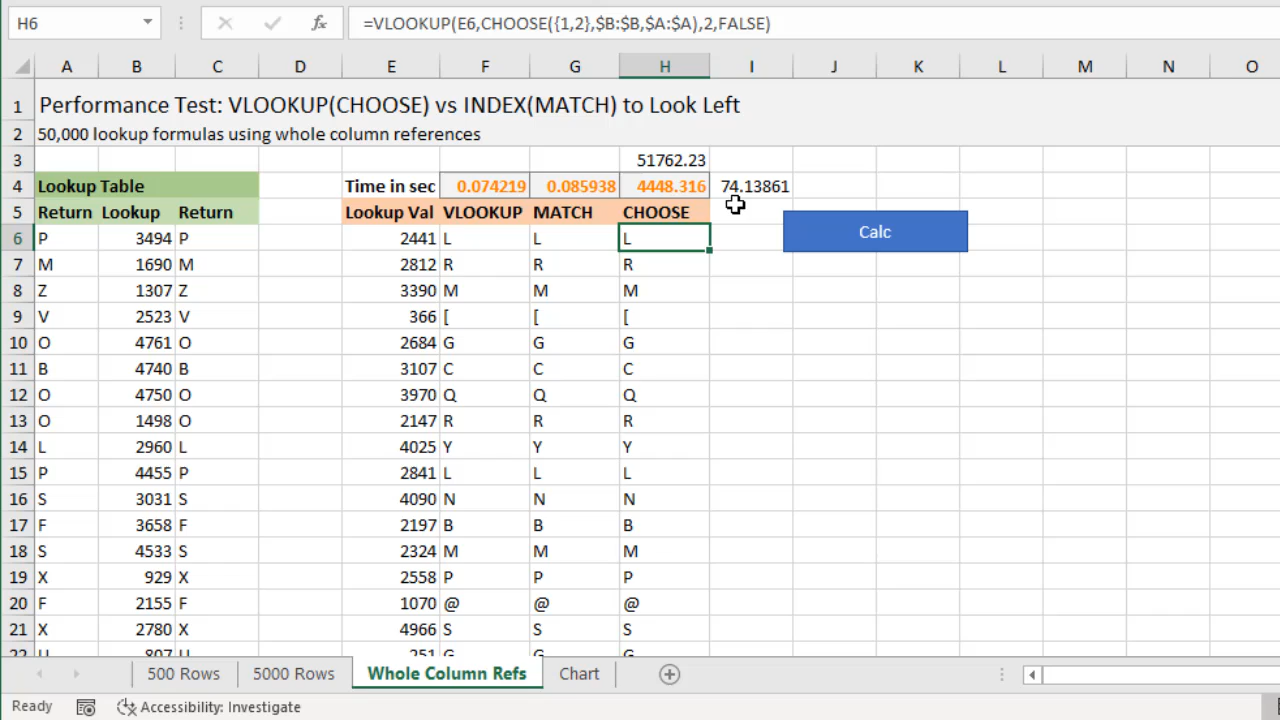 H6 fx =VLOOKUP(E6,CHOOSE({1,2},$B:$B,$A:$A),2,FALSE)
A B C D E F G H I J K L M N O
1 Performance Test: VLOOKUP(CHOOSE) vs INDEX(MATCH) to Look Left
2 50,000 lookup formulas using whole column references
3 51762.23
4 Lookup Table Time in sec 0.074219 0.085938 4448.316 74.13861
5 Return Lookup Return Lookup Val VLOOKUP MATCH CHOOSE
Calc
6 P 3494 P 2441 L L L
7 M 1690 M 2812 R R R
8 Z 1307 Z 3390 M M M
9 V 2523 V 366 [ [ [
10 O 4761 O 2684 G G G
11 B 4740 B 3107 C C C
12 O 4750 O 3970 Q Q Q
13 O 1498 O 2147 R R R
14 L 2960 L 4025 Y Y Y
15 P 4455 P 2841 L L L
16 S 3031 S 4090 N N N
17 F 3658 F 2197 B B B
18 S 4533 S 2324 M M M
19 X 929 X 2558 P P P
20 F 2155 F 1070 @ @ @
21 X 2780 X 4966 S S S
22 U 807 U 251 G G G
500 Rows 5000 Rows Whole Column Refs Chart
Ready Accessibility: Investigate